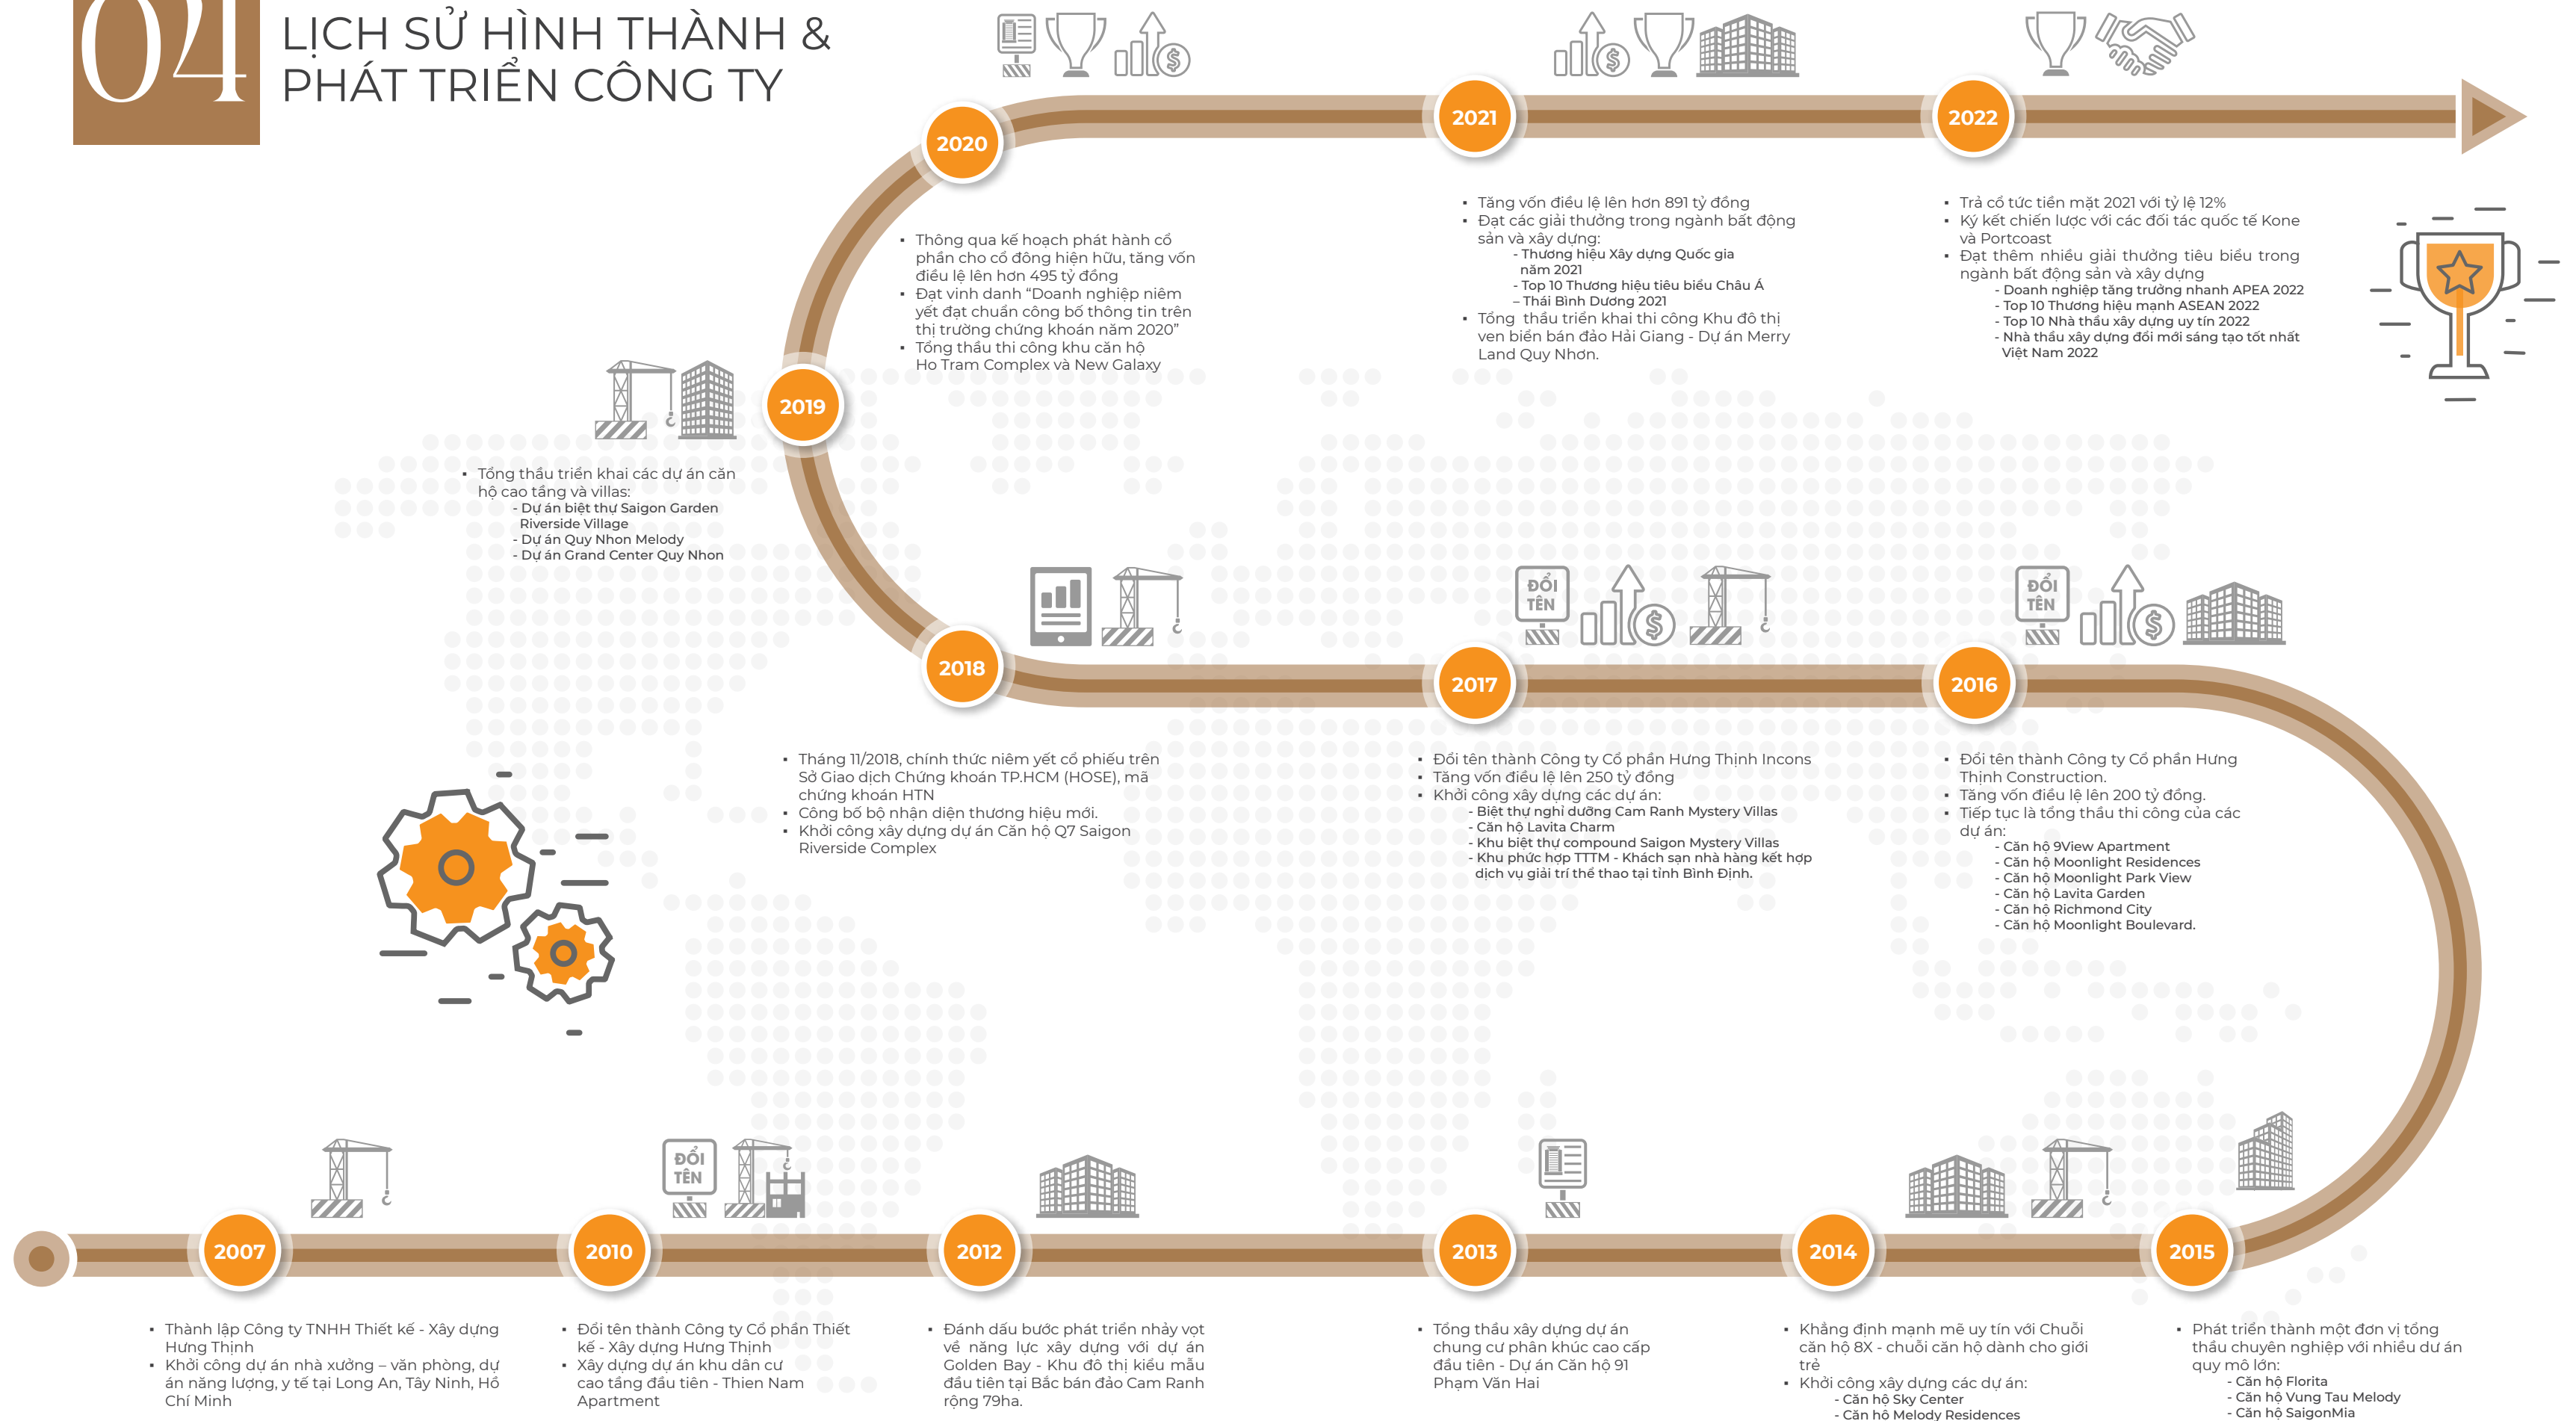 04
LỊCH SỬ HÌNH THÀNH &
PHÁT TRIỂN CÔNG TY
2020
Thông qua kế hoạch phát hành cổ
phần cho cổ đông hiện hữu, tăng vốn
điều lệ lên hơn 495 tỷ đồng
Đạt vinh danh “Doanh nghiệp niêm
yết đạt chuẩn công bố thông tin trên
thị trường chứng khoán năm 2020”
Tổng thầu thi công khu căn hộ
Ho Tram Complex và New Galaxy
2021
Tăng vốn điều lệ lên hơn 891 tỷ đồng
Đạt các giải thưởng trong ngành bất động
sản và xây dựng:
- Thương hiệu Xây dựng Quốc gia
năm 2021
- Top 10 Thương hiệu tiêu biểu Châu Á
– Thái Bình Dương 2021
Tổng thầu triển khai thi công Khu đô thị
ven biển bán đảo Hải Giang - Dự án Merry
Land Quy Nhơn.
2022
Trả cổ tức tiền mặt 2021 với tỷ lệ 12%
Ký kết chiến lược với các đối tác quốc tế Kone
và Portcoast
Đạt thêm nhiều giải thưởng tiêu biểu trong
ngành bất động sản và xây dựng
- Doanh nghiệp tăng trưởng nhanh APEA 2022
- Top 10 Thương hiệu mạnh ASEAN 2022
- Top 10 Nhà thầu xây dựng uy tín 2022
- Nhà thầu xây dựng đổi mới sáng tạo tốt nhất
Việt Nam 2022
2019
Tổng thầu triển khai các dự án căn
hộ cao tầng và villas:
- Dự án biệt thự Saigon Garden
Riverside Village
- Dự án Quy Nhon Melody
- Dự án Grand Center Quy Nhon
2018
Tháng 11/2018, chính thức niêm yết cổ phiếu trên
Sở Giao dịch Chứng khoán TP.HCM (HOSE), mã
chứng khoán HTN
Công bố bộ nhận diện thương hiệu mới.
Khởi công xây dựng dự án Căn hộ Q7 Saigon
Riverside Complex
ĐỔI
TÊN
2017
Đổi tên thành Công ty Cổ phần Hưng Thịnh Incons
Tăng vốn điều lệ lên 250 tỷ đồng
Khởi công xây dựng các dự án:
- Biệt thự nghỉ dưỡng Cam Ranh Mystery Villas
- Căn hộ Lavita Charm
- Khu biệt thự compound Saigon Mystery Villas
- Khu phức hợp TTTM - Khách sạn nhà hàng kết hợp
dịch vụ giải trí thể thao tại tỉnh Bình Định.
ĐỔI
TÊN
2016
Đổi tên thành Công ty Cổ phần Hưng
Thịnh Construction.
Tăng vốn điều lệ lên 200 tỷ đồng.
Tiếp tục là tổng thầu thi công của các
dự án:
- Căn hộ 9View Apartment
- Căn hộ Moonlight Residences
- Căn hộ Moonlight Park View
- Căn hộ Lavita Garden
- Căn hộ Richmond City
- Căn hộ Moonlight Boulevard.
2007
Thành lập Công ty TNHH Thiết kế - Xây dựng
Hưng Thịnh
Khởi công dự án nhà xưởng – văn phòng, dự
án năng lượng, y tế tại Long An, Tây Ninh, Hồ
Chí Minh
ĐỔI
TÊN
2010
Đổi tên thành Công ty Cổ phần Thiết
kế - Xây dựng Hưng Thịnh
Xây dựng dự án khu dân cư
cao tầng đầu tiên - Thien Nam
Apartment
2012
Đánh dấu bước phát triển nhảy vọt
về năng lực xây dựng với dự án
Golden Bay - Khu đô thị kiểu mẫu
đầu tiên tại Bắc bán đảo Cam Ranh
rộng 79ha.
2013
Tổng thầu xây dựng dự án
chung cư phân khúc cao cấp
đầu tiên - Dự án Căn hộ 91
Phạm Văn Hai
2014
Khẳng định mạnh mẽ uy tín với Chuỗi
căn hộ 8X - chuỗi căn hộ dành cho giới
trẻ
Khởi công xây dựng các dự án:
- Căn hộ Sky Center
- Căn hộ Melody Residences
2015
Phát triển thành một đơn vị tổng
thầu chuyên nghiệp với nhiều dự án
quy mô lớn:
- Căn hộ Florita
- Căn hộ Vung Tau Melody
- Căn hộ SaigonMia